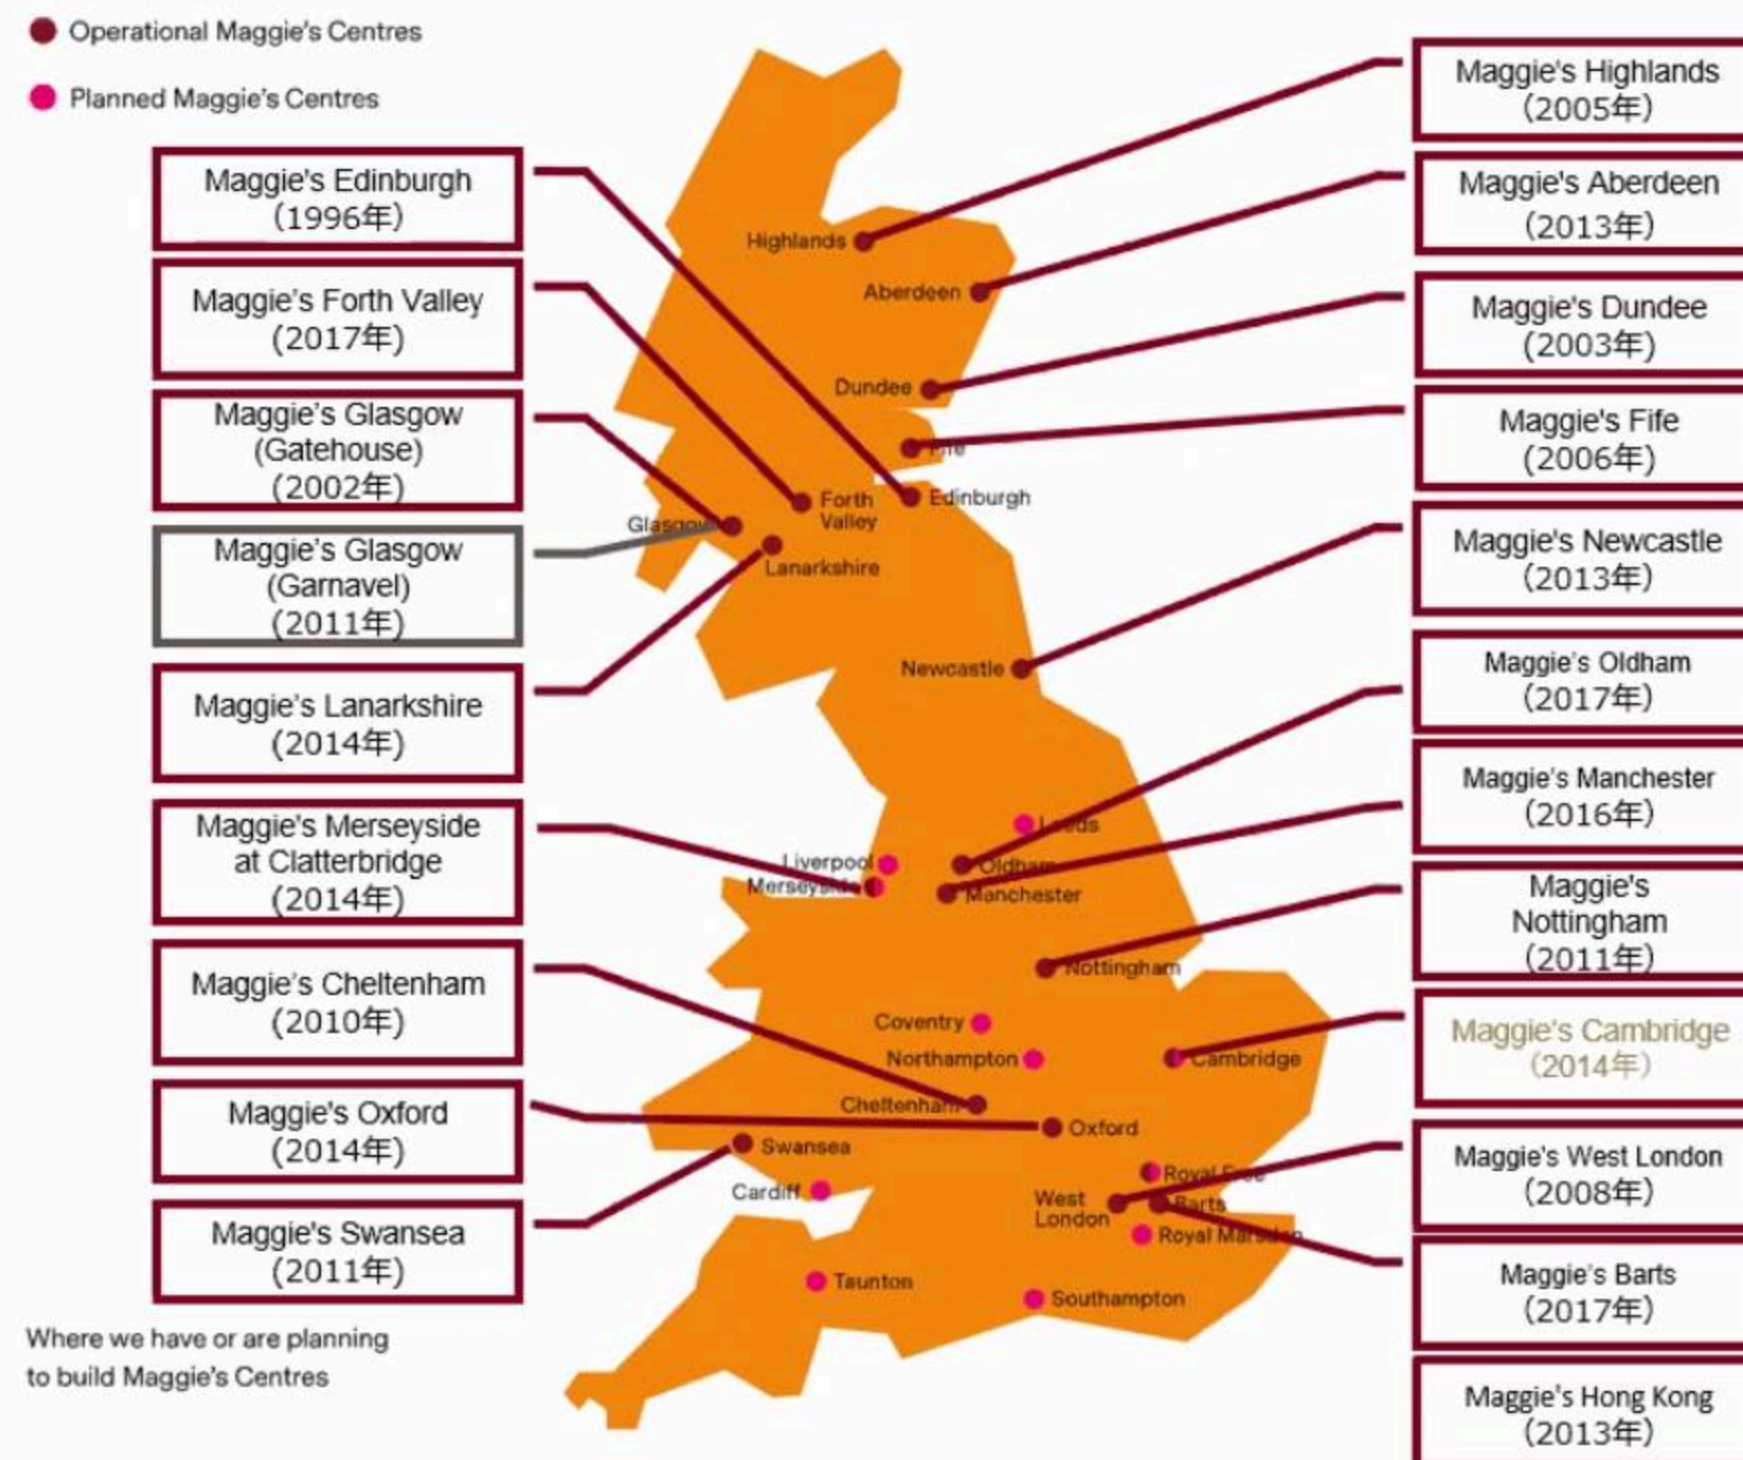 Operational Maggie's Centres
Planned Maggie's Centres
Maggie's Edinburgh
(1996年)
Maggie's Forth Valley
(2017年)
Maggie's Glasgow
(Gatehouse)
(2002年)
Maggie's Glasgow
(Garnavel)
(2011年)
Maggie's Lanarkshire
(2014年)
Maggie's Merseyside
at Clatterbridge
(2014年)
Maggie's Cheltenham
(2010年)
Maggie's Oxford
(2014年)
Maggie's Swansea
(2011年)
Where we have or are planning
to build Maggie's Centres
Highlands
Aberdeen
Dundee
Fife
Edinburgh
Forth
Valley
Glasgow
Lanarkshire
Newcastle
Leeds
Liverpool
Oldham
Merseyside
Manchester
Nottingham
Coventry
Northampton
Cambridge
Cheltenham
Oxford
Swansea
Royal Free
Cardiff
West
London
Barts
Royal Marsden
Taunton
Southampton
Maggie's Highlands
(2005年)
Maggie's Aberdeen
(2013年)
Maggie's Dundee
(2003年)
Maggie's Fife
(2006年)
Maggie's Newcastle
(2013年)
Maggie's Oldham
(2017年)
Maggie's Manchester
(2016年)
Maggie's
Nottingham
(2011年)
Maggie's Cambridge
(2014年)
Maggie's West London
(2008年)
Maggie's Barts
(2017年)
Maggie's Hong Kong
(2013年)